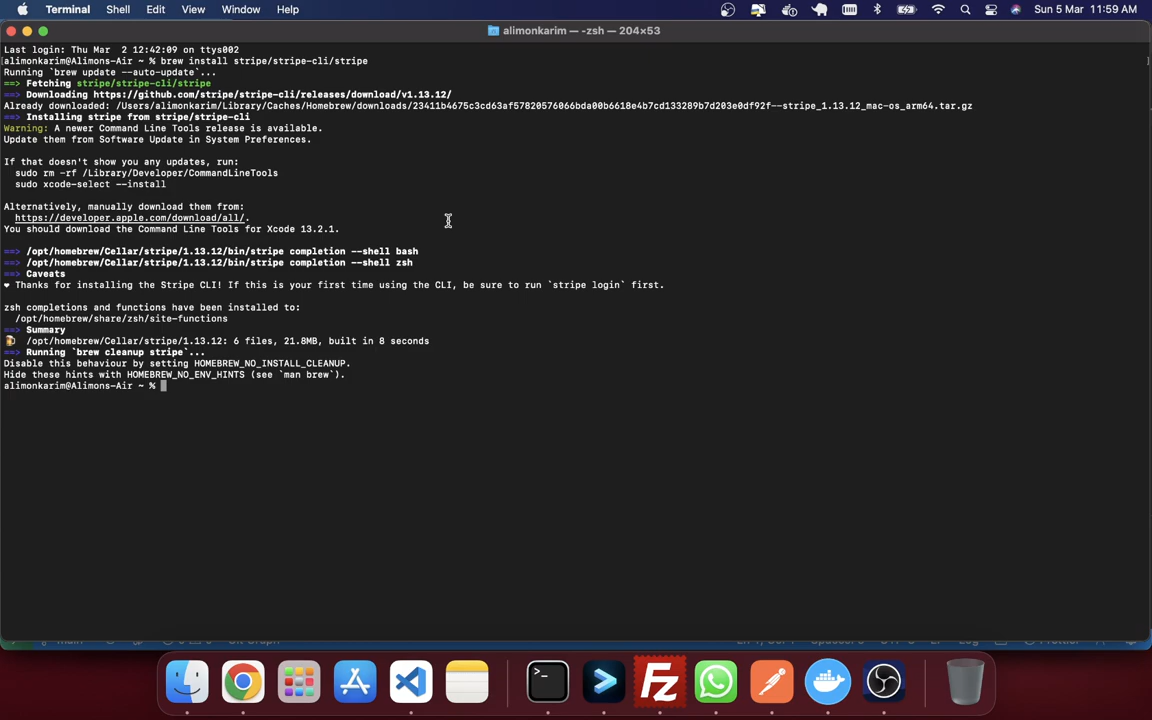 Terminal Shell Edit View Window Help Sun 5 Mar 11:59 AM
alimonkarim — -zsh — 204×53
Last login: Thu Mar  2 12:42:09 on ttys002
[alimonkarim@Alimons-Air ~ % brew install stripe/stripe-cli/stripe ]
Running `brew update --auto-update`...
==> Fetching stripe/stripe-cli/stripe
==> Downloading https://github.com/stripe/stripe-cli/releases/download/v1.13.12/
Already downloaded: /Users/alimonkarim/Library/Caches/Homebrew/downloads/23411b4675c3cd63af57820576066bda00b6618e4b7cd133289b7d203e0df92f--stripe_1.13.12_mac-os_arm64.tar.gz
==> Installing stripe from stripe/stripe-cli
Warning: A newer Command Line Tools release is available.
Update them from Software Update in System Preferences.
If that doesn't show you any updates, run:
sudo rm -rf /Library/Developer/CommandLineTools
sudo xcode-select --install
Alternatively, manually download them from:
https://developer.apple.com/download/all/.
You should download the Command Line Tools for Xcode 13.2.1.
==> /opt/homebrew/Cellar/stripe/1.13.12/bin/stripe completion --shell bash
==> /opt/homebrew/Cellar/stripe/1.13.12/bin/stripe completion --shell zsh
==> Caveats
♥ Thanks for installing the Stripe CLI! If this is your first time using the CLI, be sure to run `stripe login` first.
zsh completions and functions have been installed to:
/opt/homebrew/share/zsh/site-functions
==> Summary
🍺 /opt/homebrew/Cellar/stripe/1.13.12: 6 files, 21.8MB, built in 8 seconds
==> Running `brew cleanup stripe`...
Disable this behaviour by setting HOMEBREW_NO_INSTALL_CLEANUP.
Hide these hints with HOMEBREW_NO_ENV_HINTS (see `man brew`).
alimonkarim@Alimons-Air ~ %